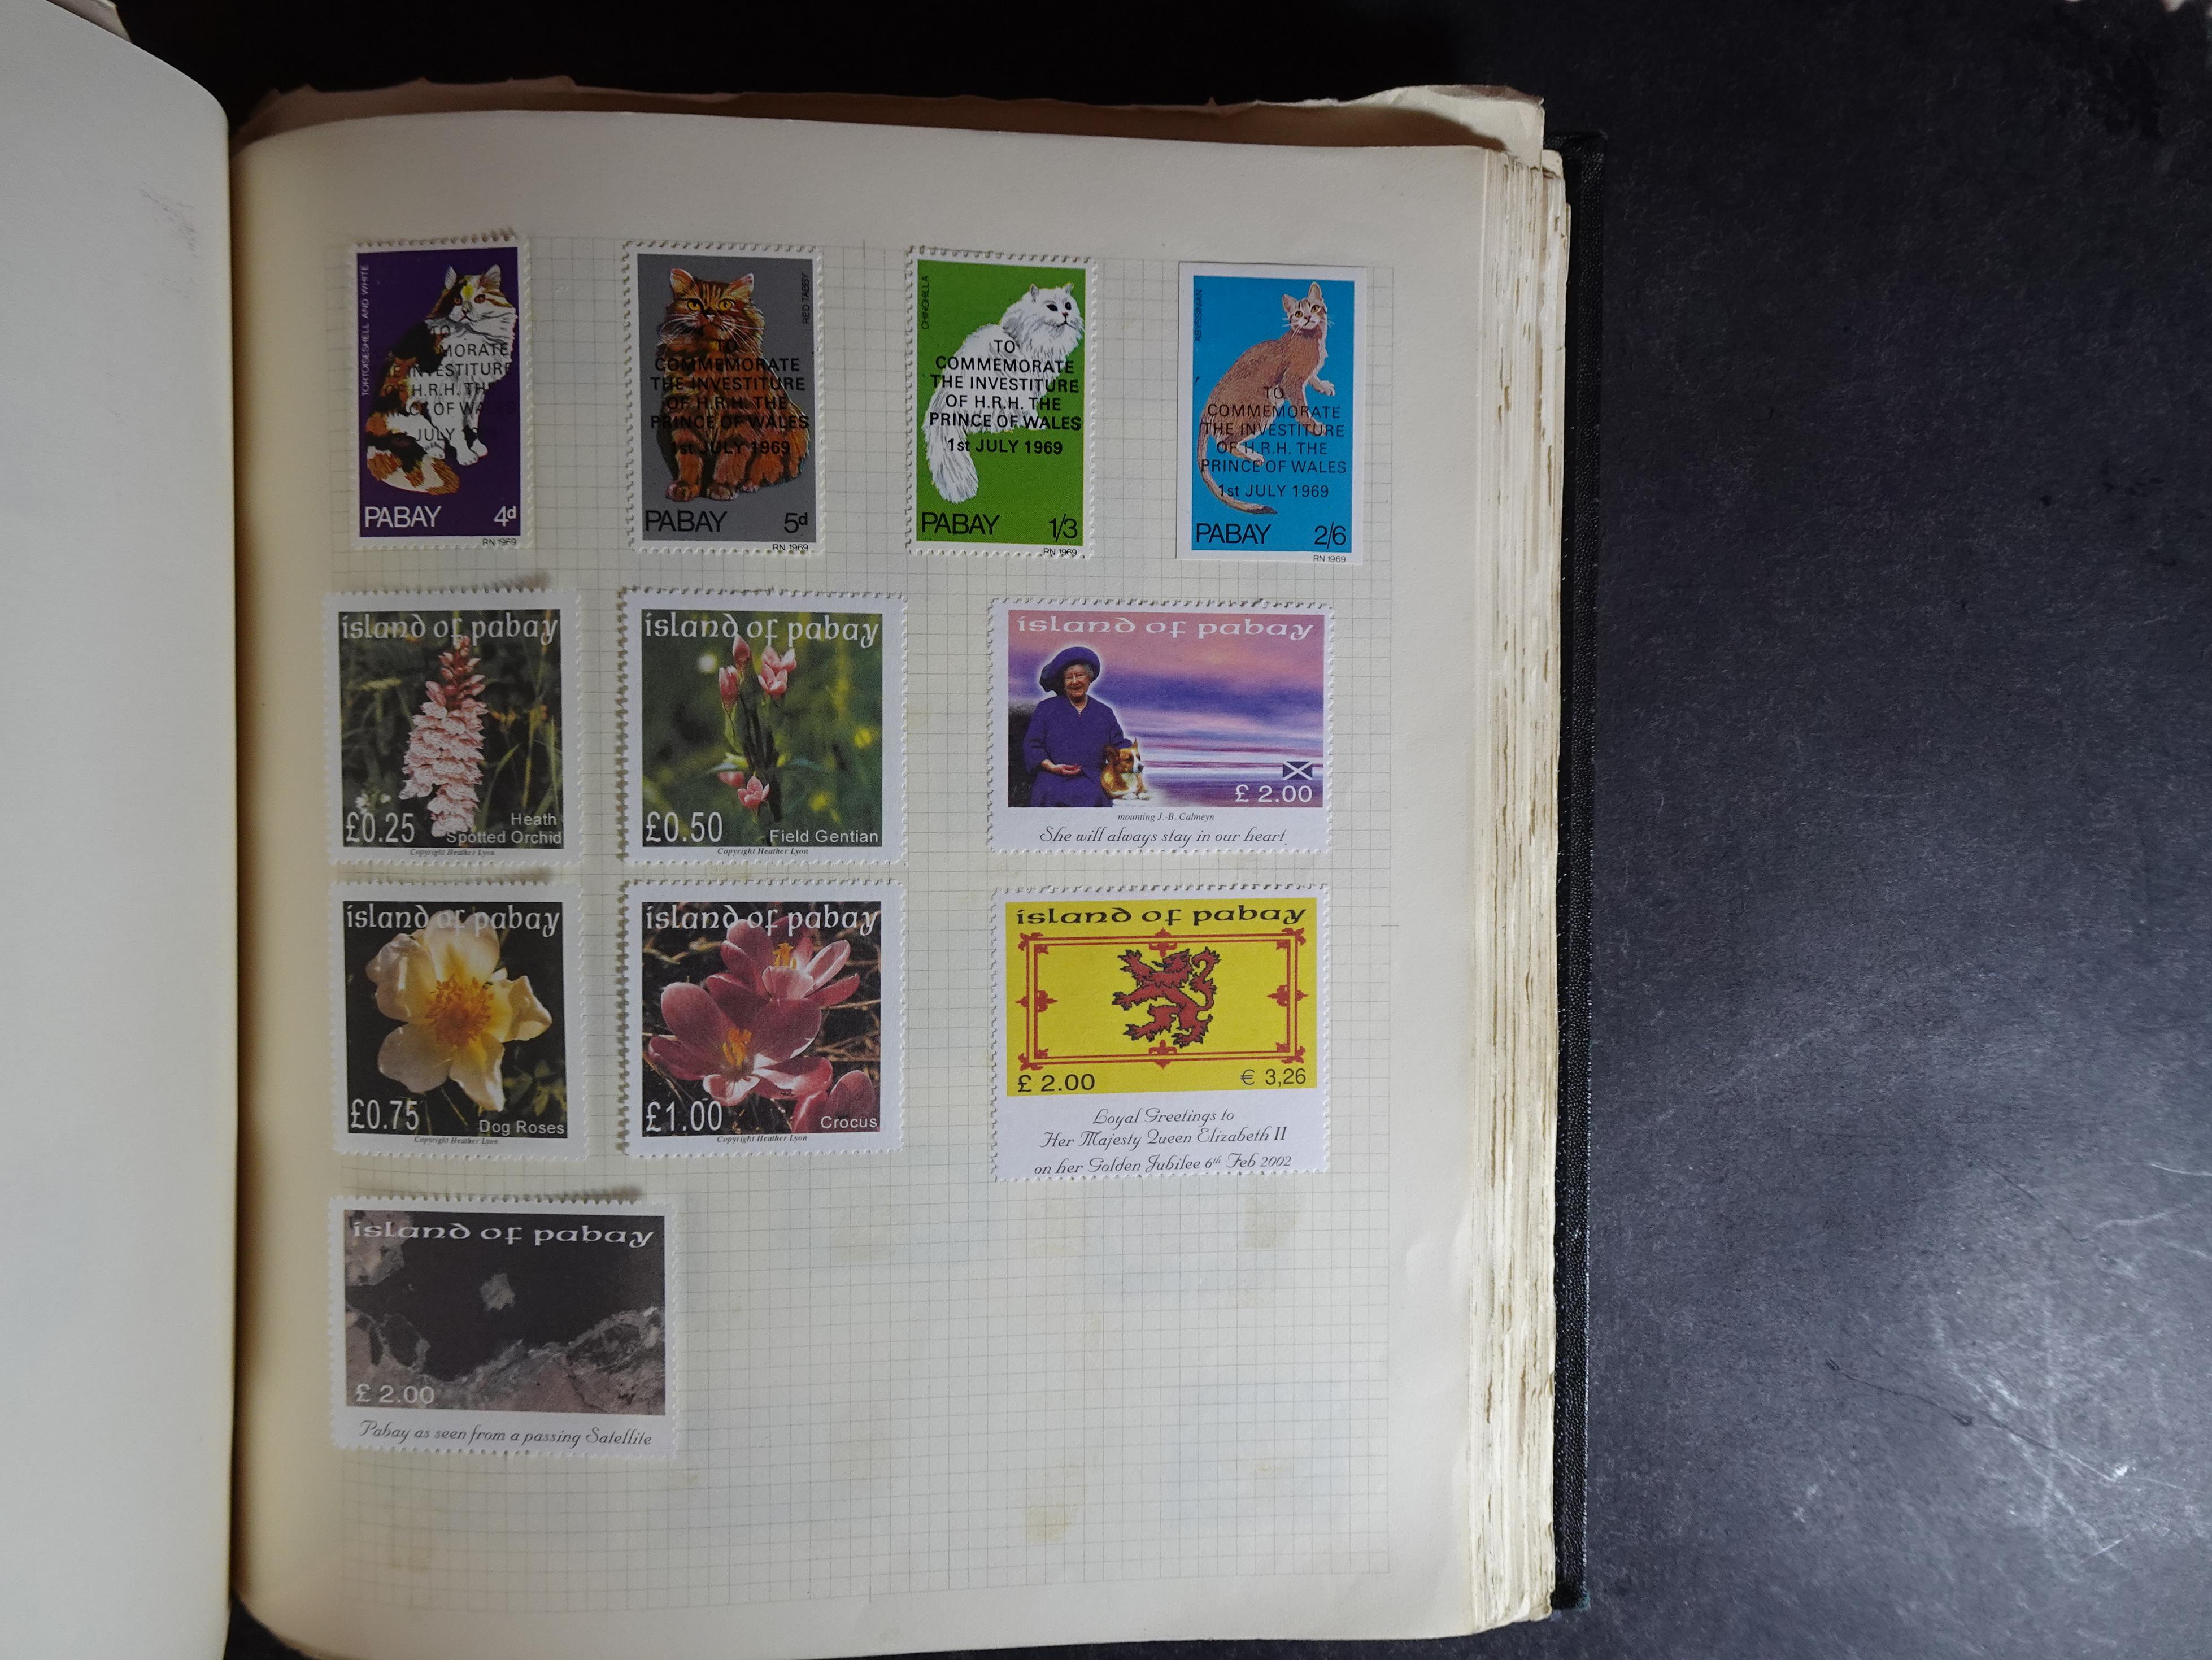 TORTOISESHELL AND WHITE
MORATE
INVESTITURE
OF H.R.H. THE
OF WALES
JULY
PABAY 4d
RN 1969
RED TABBY
TO
COMMEMORATE
THE INVESTITURE
OF H.R.H. THE
PRINCE OF WALES
1st JULY 1969
PABAY 5d
RN 1969
CHINCHILLA
TO
COMMEMORATE
THE INVESTITURE
OF H.R.H. THE
PRINCE OF WALES
1st JULY 1969
PABAY 1/3
RN 1969
ABYSSINIAN
TO
COMMEMORATE
THE INVESTITURE
OF H.R.H. THE
PRINCE OF WALES
1st JULY 1969
PABAY 2/6
RN 1969
island of pabay
Heath
£0.25 Spotted Orchid
Copyright Heather Lyon
island of pabay
£0.50 Field Gentian
Copyright Heather Lyon
island of pabay
£ 2.00
mounting J.-B. Calmeyn
She will always stay in our heart
island of pabay
£0.75 Dog Roses
Copyright Heather Lyon
island of pabay
£1.00 Crocus
Copyright Heather Lyon
island of pabay
£ 2.00 € 3,26
Loyal Greetings to
Her Majesty Queen Elizabeth II
on her Golden Jubilee 6th Feb 2002
island of pabay
£ 2.00
Pabay as seen from a passing Satellite